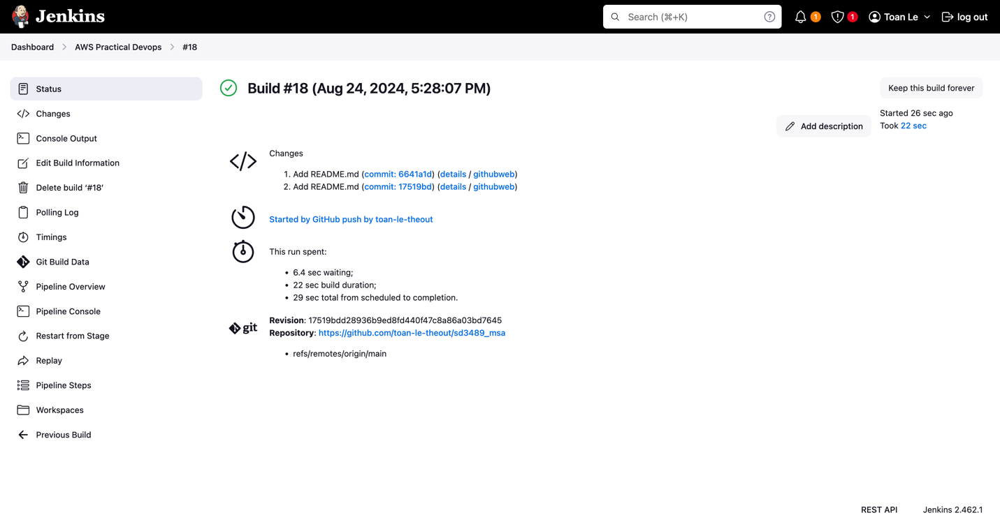 Jenkins
Search (⌘+K)
1
1
Toan Le
log out
Dashboard
AWS Practical Devops
#18
Status
Changes
Console Output
Edit Build Information
Delete build ‘#18’
Polling Log
Timings
Git Build Data
Pipeline Overview
Pipeline Console
Restart from Stage
Replay
Pipeline Steps
Workspaces
Previous Build
Build #18 (Aug 24, 2024, 5:28:07 PM)
Keep this build forever
Add description
Started 26 sec ago
Took 22 sec
Changes
1. Add README.md (commit: 6641a1d) (details / githubweb)
2. Add README.md (commit: 17519bd) (details / githubweb)
Started by GitHub push by toan-le-theout
This run spent:
• 6.4 sec waiting;
• 22 sec build duration;
• 29 sec total from scheduled to completion.
git
Revision: 17519bdd28936b9ed8fd440f47c8a86a03bd7645
Repository: https://github.com/toan-le-theout/sd3489_msa
• refs/remotes/origin/main
REST API
Jenkins 2.462.1